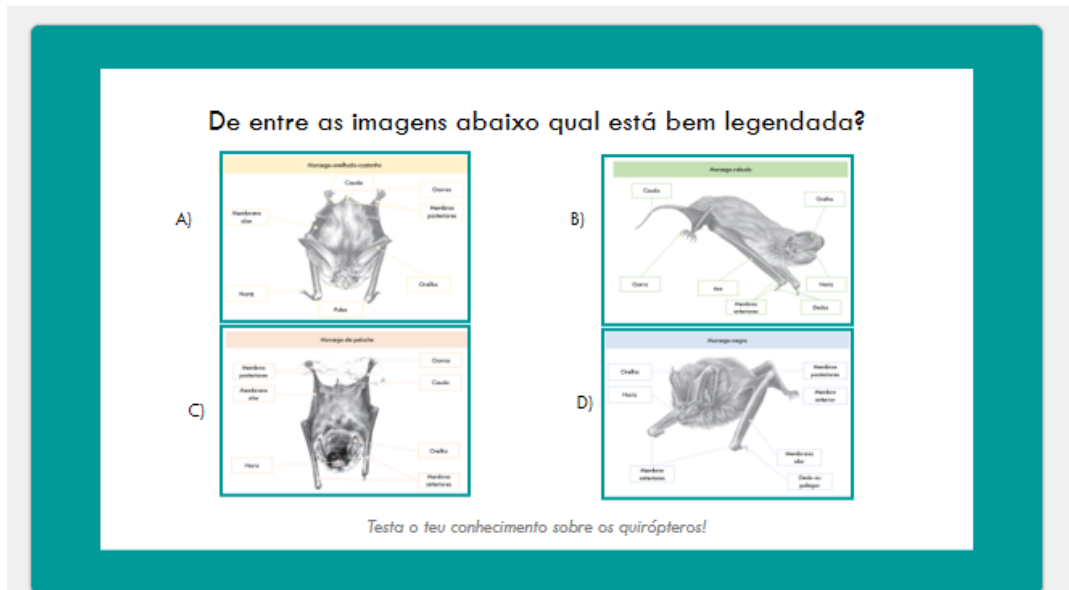 De entre as imagens abaixo qual está bem legendada?
A)
Morcego-orelhudo-castanho
Cauda
Garras
Membrana
alar
Membros
posteriores
Orelha
Nariz
Pelos
B)
Morcego-rabudo
Cauda
Orelha
Garra
Asa
Nariz
Membros
anteriores
Dedos
C)
Morcego-de-peluche
Garras
Membros
posteriores
Cauda
Membrana
alar
Orelha
Nariz
Membros
anteriores
D)
Morcego-negro
Orelha
Membros
posteriores
Nariz
Membro
anterior
Membrana
alar
Membros
anteriores
Dedo ou
polegar
Testa o teu conhecimento sobre os quirópteros!